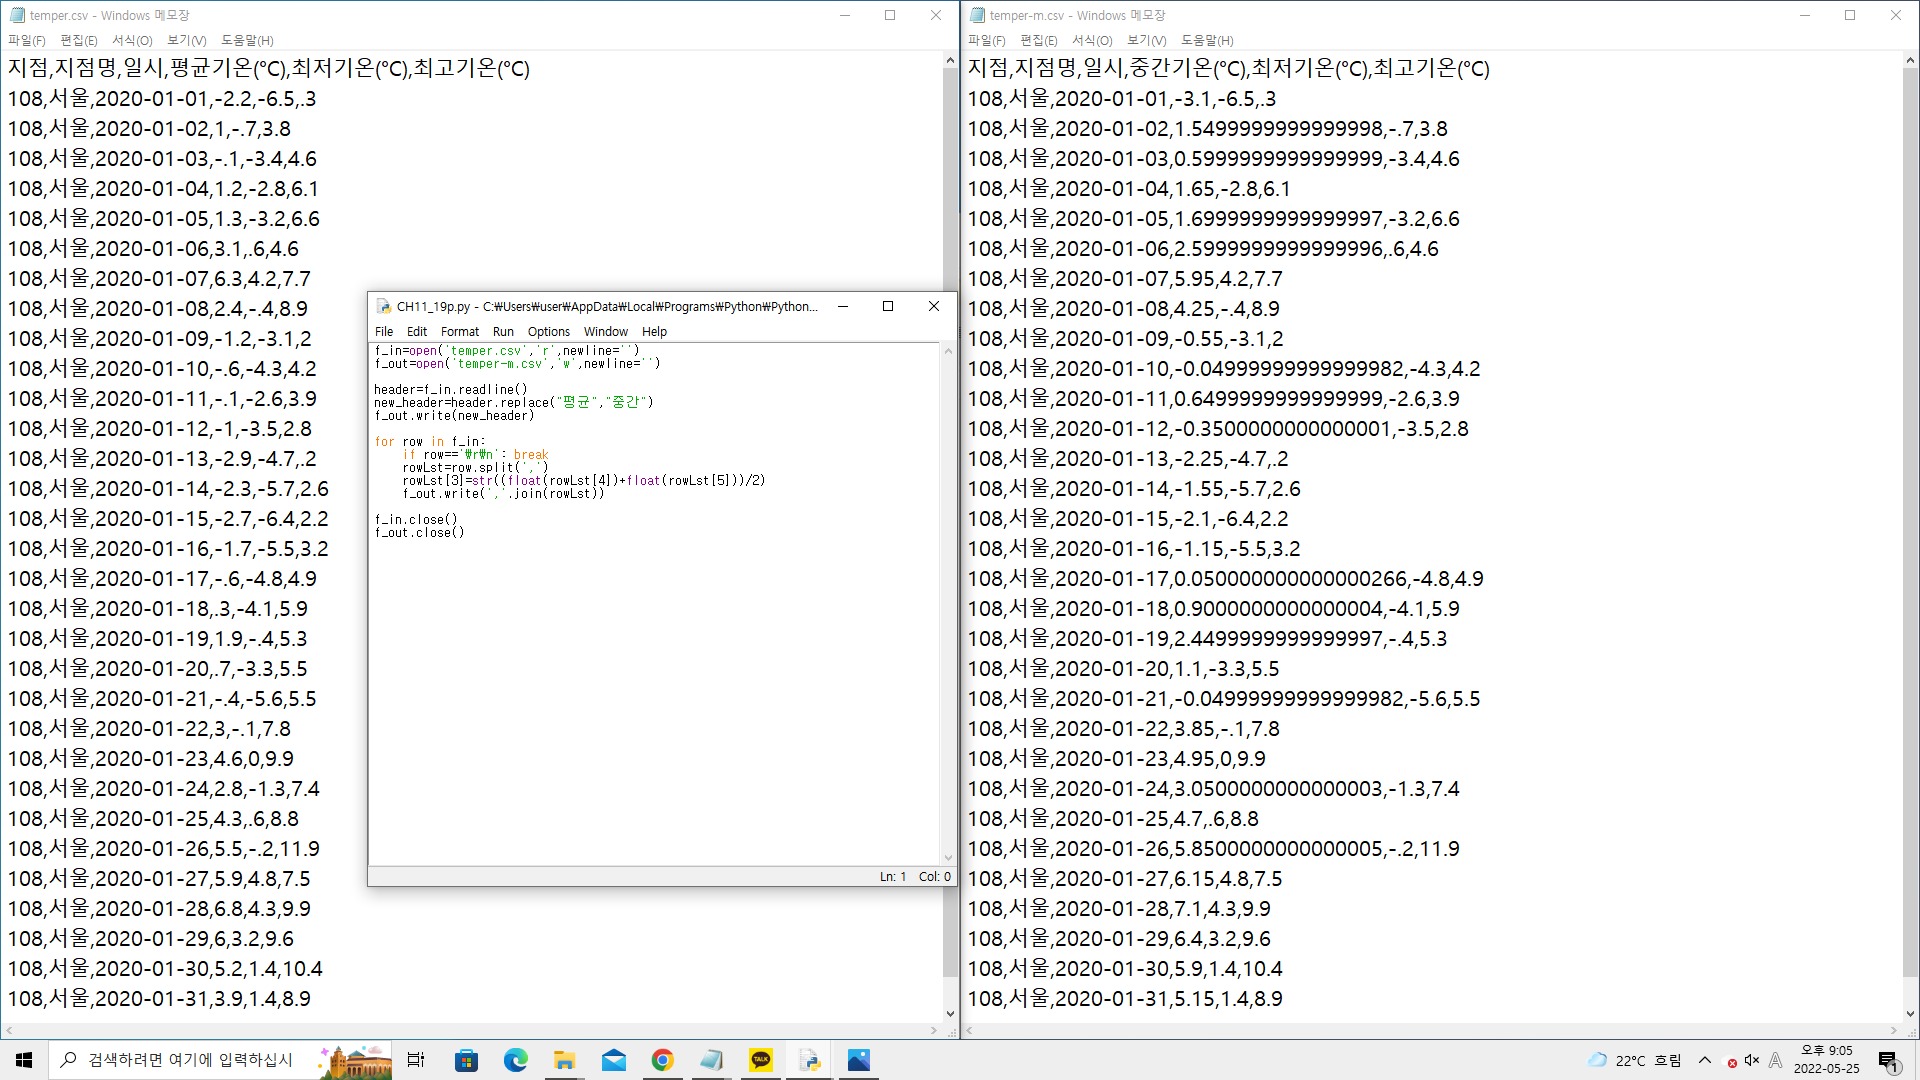 temper.csv - Windows 메모장
파일(F) 편집(E) 서식(O) 보기(V) 도움말(H)
지점,지점명,일시,평균기온(℃),최저기온(℃),최고기온(℃)
108,서울,2020-01-01,-2.2,-6.5,.3
108,서울,2020-01-02,1,-.7,3.8
108,서울,2020-01-03,-.1,-3.4,4.6
108,서울,2020-01-04,1.2,-2.8,6.1
108,서울,2020-01-05,1.3,-3.2,6.6
108,서울,2020-01-06,3.1,.6,4.6
108,서울,2020-01-07,6.3,4.2,7.7
108,서울,2020-01-08,2.4,-.4,8.9
108,서울,2020-01-09,-1.2,-3.1,2
108,서울,2020-01-10,-.6,-4.3,4.2
108,서울,2020-01-11,-.1,-2.6,3.9
108,서울,2020-01-12,-1,-3.5,2.8
108,서울,2020-01-13,-2.9,-4.7,.2
108,서울,2020-01-14,-2.3,-5.7,2.6
108,서울,2020-01-15,-2.7,-6.4,2.2
108,서울,2020-01-16,-1.7,-5.5,3.2
108,서울,2020-01-17,-.6,-4.8,4.9
108,서울,2020-01-18,.3,-4.1,5.9
108,서울,2020-01-19,1.9,-.4,5.3
108,서울,2020-01-20,.7,-3.3,5.5
108,서울,2020-01-21,-.4,-5.6,5.5
108,서울,2020-01-22,3,-.1,7.8
108,서울,2020-01-23,4.6,0,9.9
108,서울,2020-01-24,2.8,-1.3,7.4
108,서울,2020-01-25,4.3,.6,8.8
108,서울,2020-01-26,5.5,-.2,11.9
108,서울,2020-01-27,5.9,4.8,7.5
108,서울,2020-01-28,6.8,4.3,9.9
108,서울,2020-01-29,6,3.2,9.6
108,서울,2020-01-30,5.2,1.4,10.4
108,서울,2020-01-31,3.9,1.4,8.9
CH11_19p.py - C:₩Users₩user₩AppData₩Local₩Programs₩Python₩Python...
File Edit Format Run Options Window Help
f_in=open('temper.csv','r',newline='')
f_out=open('temper-m.csv','w',newline='')
header=f_in.readline()
new_header=header.replace("평균","중간")
f_out.write(new_header)
for row in f_in:
    if row=='₩r₩n': break
    rowLst=row.split(',')
    rowLst[3]=str((float(rowLst[4])+float(rowLst[5]))/2)
    f_out.write(','.join(rowLst))
f_in.close()
f_out.close()
Ln: 1 Col: 0
temper-m.csv - Windows 메모장
파일(F) 편집(E) 서식(O) 보기(V) 도움말(H)
지점,지점명,일시,중간기온(℃),최저기온(℃),최고기온(℃)
108,서울,2020-01-01,-3.1,-6.5,.3
108,서울,2020-01-02,1.5499999999999998,-.7,3.8
108,서울,2020-01-03,0.5999999999999999,-3.4,4.6
108,서울,2020-01-04,1.65,-2.8,6.1
108,서울,2020-01-05,1.6999999999999997,-3.2,6.6
108,서울,2020-01-06,2.5999999999999996,.6,4.6
108,서울,2020-01-07,5.95,4.2,7.7
108,서울,2020-01-08,4.25,-.4,8.9
108,서울,2020-01-09,-0.55,-3.1,2
108,서울,2020-01-10,-0.04999999999999982,-4.3,4.2
108,서울,2020-01-11,0.6499999999999999,-2.6,3.9
108,서울,2020-01-12,-0.3500000000000001,-3.5,2.8
108,서울,2020-01-13,-2.25,-4.7,.2
108,서울,2020-01-14,-1.55,-5.7,2.6
108,서울,2020-01-15,-2.1,-6.4,2.2
108,서울,2020-01-16,-1.15,-5.5,3.2
108,서울,2020-01-17,0.050000000000000266,-4.8,4.9
108,서울,2020-01-18,0.9000000000000004,-4.1,5.9
108,서울,2020-01-19,2.4499999999999997,-.4,5.3
108,서울,2020-01-20,1.1,-3.3,5.5
108,서울,2020-01-21,-0.04999999999999982,-5.6,5.5
108,서울,2020-01-22,3.85,-.1,7.8
108,서울,2020-01-23,4.95,0,9.9
108,서울,2020-01-24,3.0500000000000003,-1.3,7.4
108,서울,2020-01-25,4.7,.6,8.8
108,서울,2020-01-26,5.8500000000000005,-.2,11.9
108,서울,2020-01-27,6.15,4.8,7.5
108,서울,2020-01-28,7.1,4.3,9.9
108,서울,2020-01-29,6.4,3.2,9.6
108,서울,2020-01-30,5.9,1.4,10.4
108,서울,2020-01-31,5.15,1.4,8.9
검색하려면 여기에 입력하십시
TALK
22℃ 흐림
A
오후 9:05
2022-05-25
1